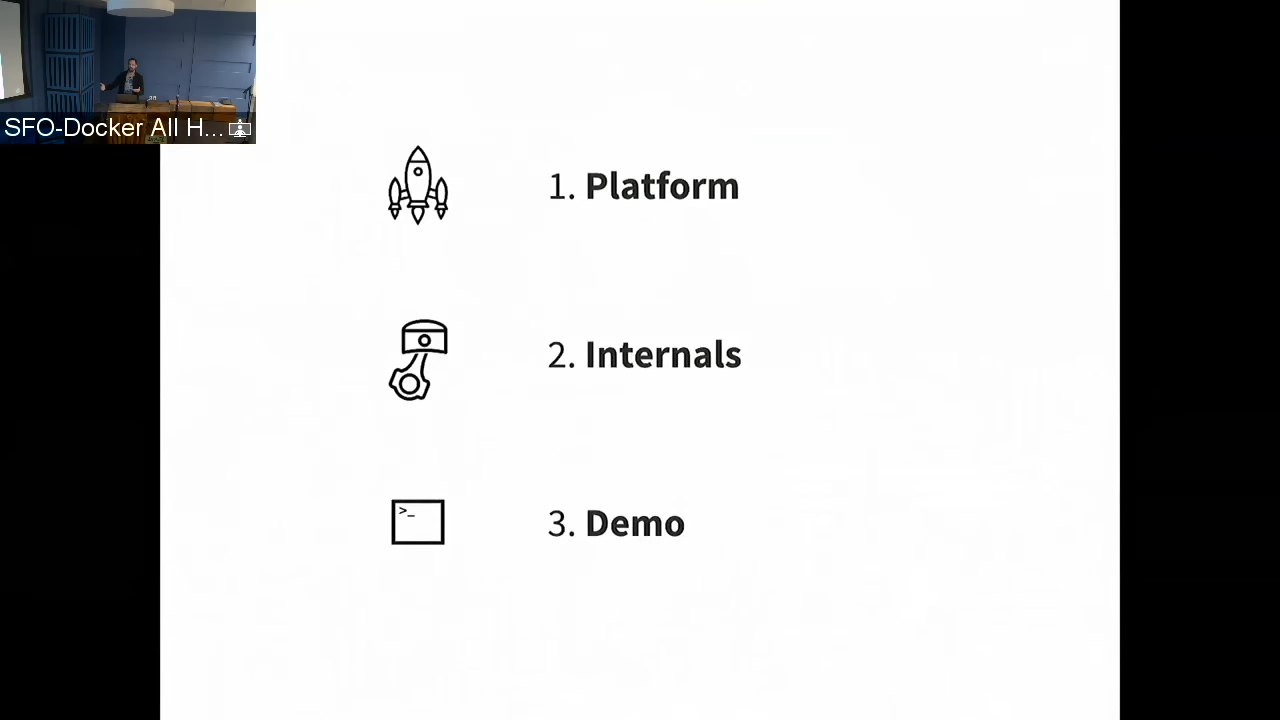 SFO-Docker All H...
1. Platform
2. Internals
>_
3. Demo